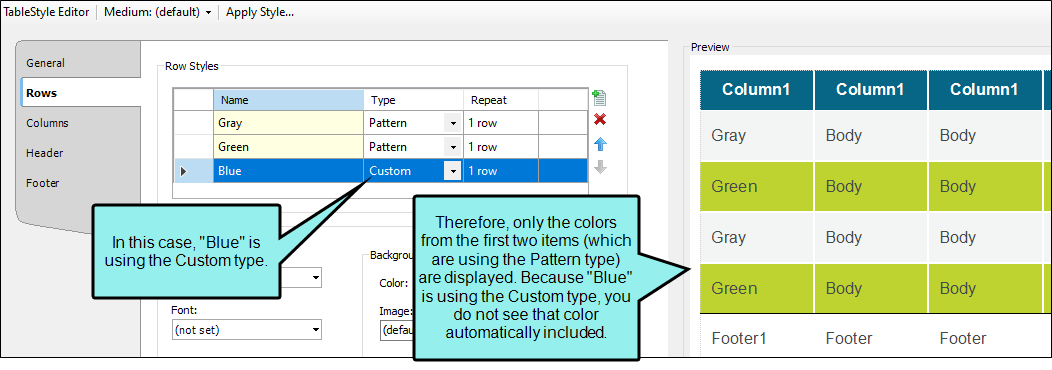 TableStyle Editor Medium: (default) Apply Style...
General
Rows
Columns
Header
Footer
Row Styles
Name Type Repeat
Gray Pattern 1 row
Green Pattern 1 row
Blue Custom 1 row
In this case, "Blue" is
using the Custom type.
Font:
(not set)
Color:
Image:
Therefore, only the colors
from the first two items (which
are using the Pattern type)
are displayed. Because "Blue"
is using the Custom type, you
do not see that color
automatically included.
Preview
Column1 Column1 Column1
Gray Body Body
Green Body Body
Gray Body Body
Green Body Body
Footer1 Footer Footer